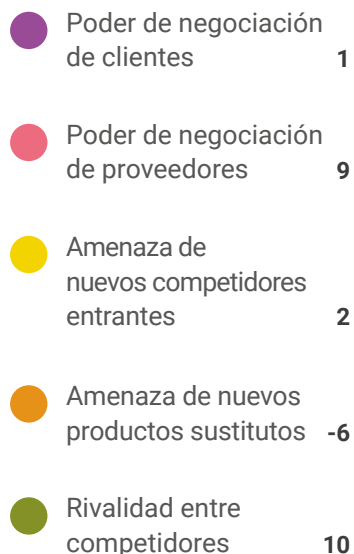 Poder de negociación
de clientes 1
Poder de negociación
de proveedores 9
Amenaza de
nuevos competidores
entrantes 2
Amenaza de nuevos
productos sustitutos -6
Rivalidad entre
competidores 10